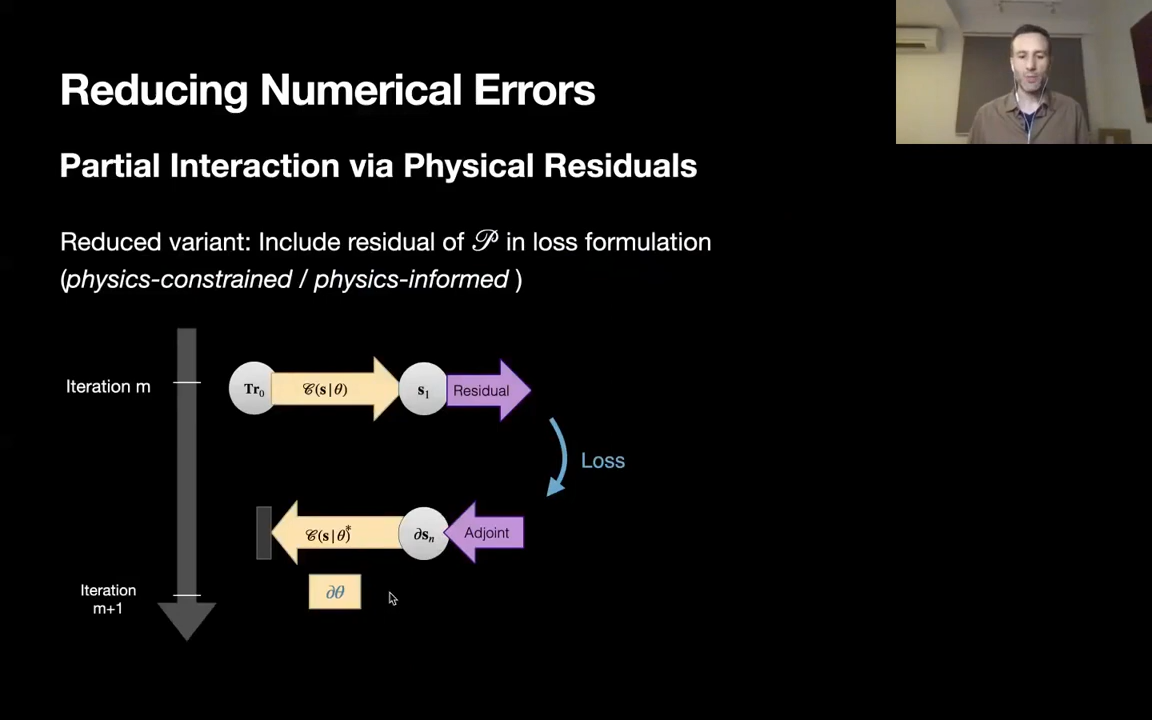 Reducing Numerical Errors
Partial Interaction via Physical Residuals
Reduced variant: Include residual of 𝒫 in loss formulation
(physics-constrained / physics-informed )
Iteration m
Tr₀
𝒞(s|θ)
s₁
Residual
Loss
𝒞(s|θ)*
∂sₙ
Adjoint
Iteration
m+1
∂θ